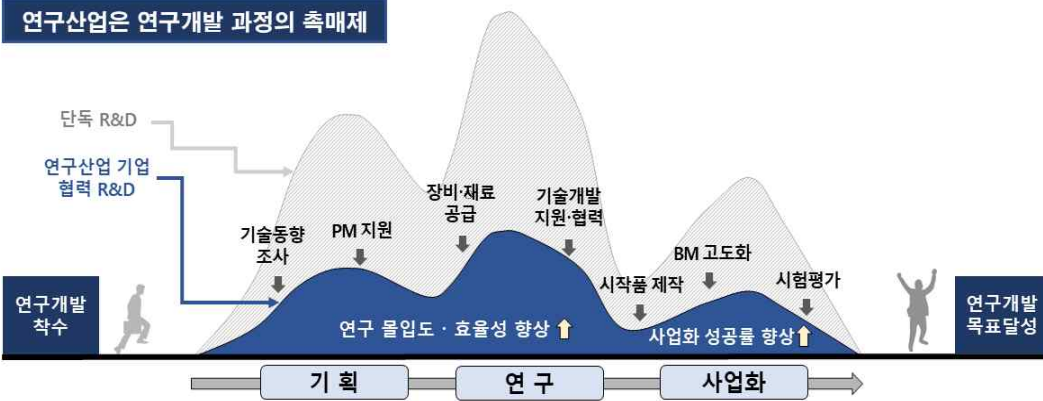 연구산업은 연구개발 과정의 촉매제
단독 R&D
연구산업 기업
협력 R&D
기술동향
조사
PM 지원
장비·재료
공급
기술개발
지원·협력
시작품 제작
BM 고도화
시험평가
연구개발
착수
연구 몰입도 · 효율성 향상
사업화 성공률 향상
연구개발
목표달성
기 획
연 구
사업화